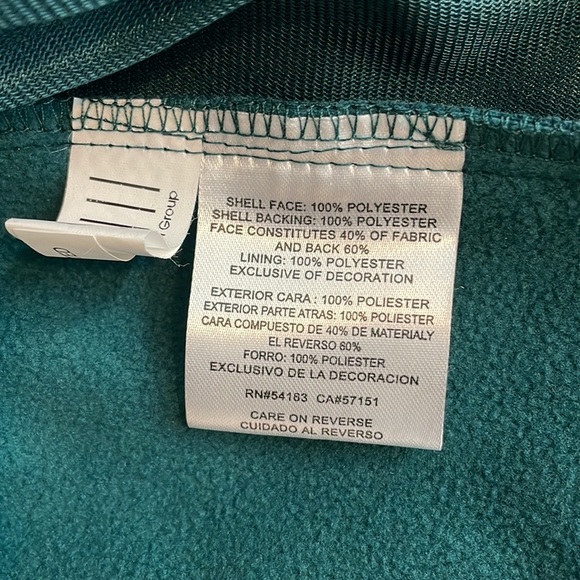 Group
SHELL FACE: 100% POLYESTER
SHELL BACKING: 100% POLYESTER
FACE CONSTITUTES 40% OF FABRIC
AND BACK 60%
LINING: 100% POLYESTER
EXCLUSIVE OF DECORATION
EXTERIOR CARA : 100% POLIESTER
EXTERIOR PARTE ATRAS: 100% POLYESTER
CARA COMPUESTO DE 40% DE MATERIALY
EL REVERSO 60%
FORRO: 100% POLIESTER
EXCLUSIVO DE LA DECORACION
RN#54163 CA#57151
CARE ON REVERSE
CUIDADO AL REVERSO